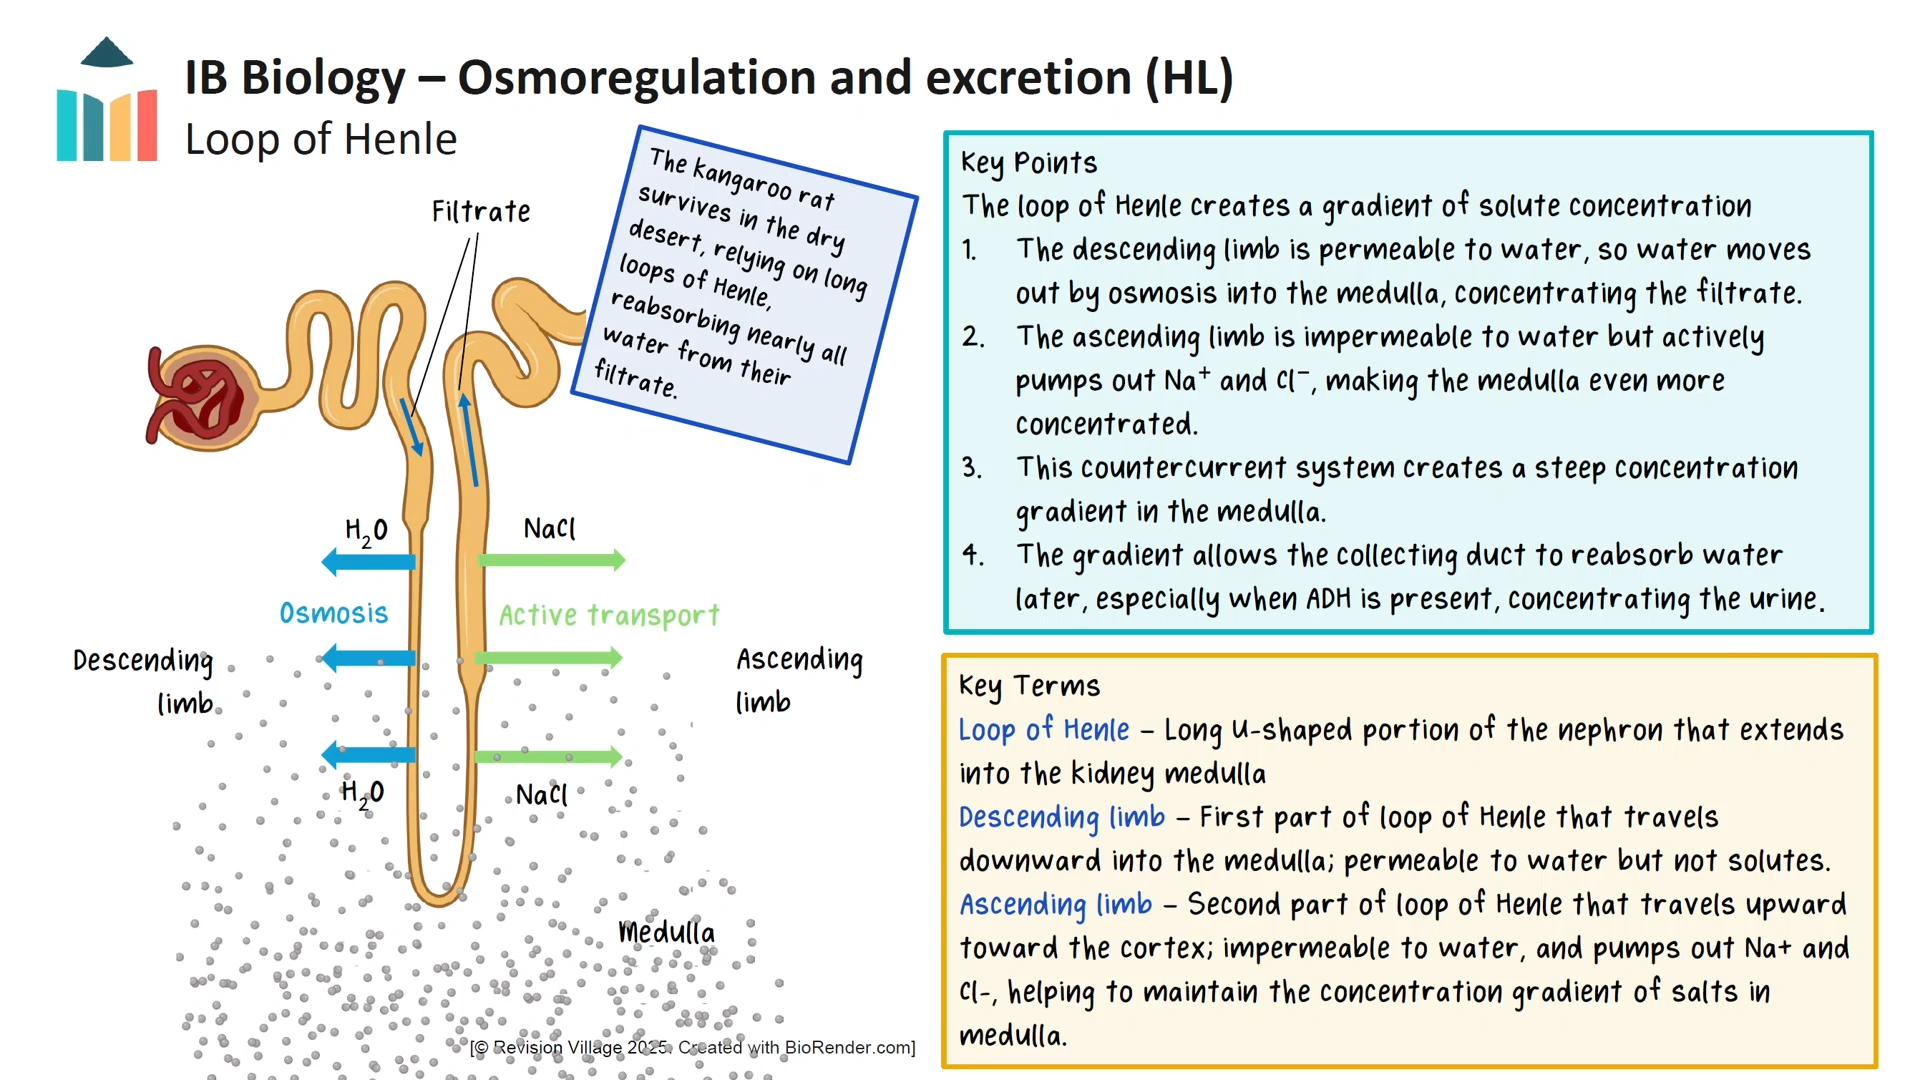 IB Biology – Osmoregulation and excretion (HL)
Loop of Henle
Filtrate
The kangaroo rat
survives in the dry
desert, relying on long
loops of Henle,
reabsorbing nearly all
water from their
filtrate.
H₂O
NaCl
Osmosis
Active transport
Descending
limb
Ascending
limb
H₂O
NaCl
Medulla
[© Revision Village 2025. Created with BioRender.com]
Key Points
The loop of Henle creates a gradient of solute concentration
1. The descending limb is permeable to water, so water moves
out by osmosis into the medulla, concentrating the filtrate.
2. The ascending limb is impermeable to water but actively
pumps out Na⁺ and Cl⁻, making the medulla even more
concentrated.
3. This countercurrent system creates a steep concentration
gradient in the medulla.
4. The gradient allows the collecting duct to reabsorb water
later, especially when ADH is present, concentrating the urine.
Key Terms
Loop of Henle – Long U-shaped portion of the nephron that extends
into the kidney medulla
Descending limb – First part of loop of Henle that travels
downward into the medulla; permeable to water but not solutes.
Ascending limb – Second part of loop of Henle that travels upward
toward the cortex; impermeable to water, and pumps out Na+ and
Cl-, helping to maintain the concentration gradient of salts in
medulla.